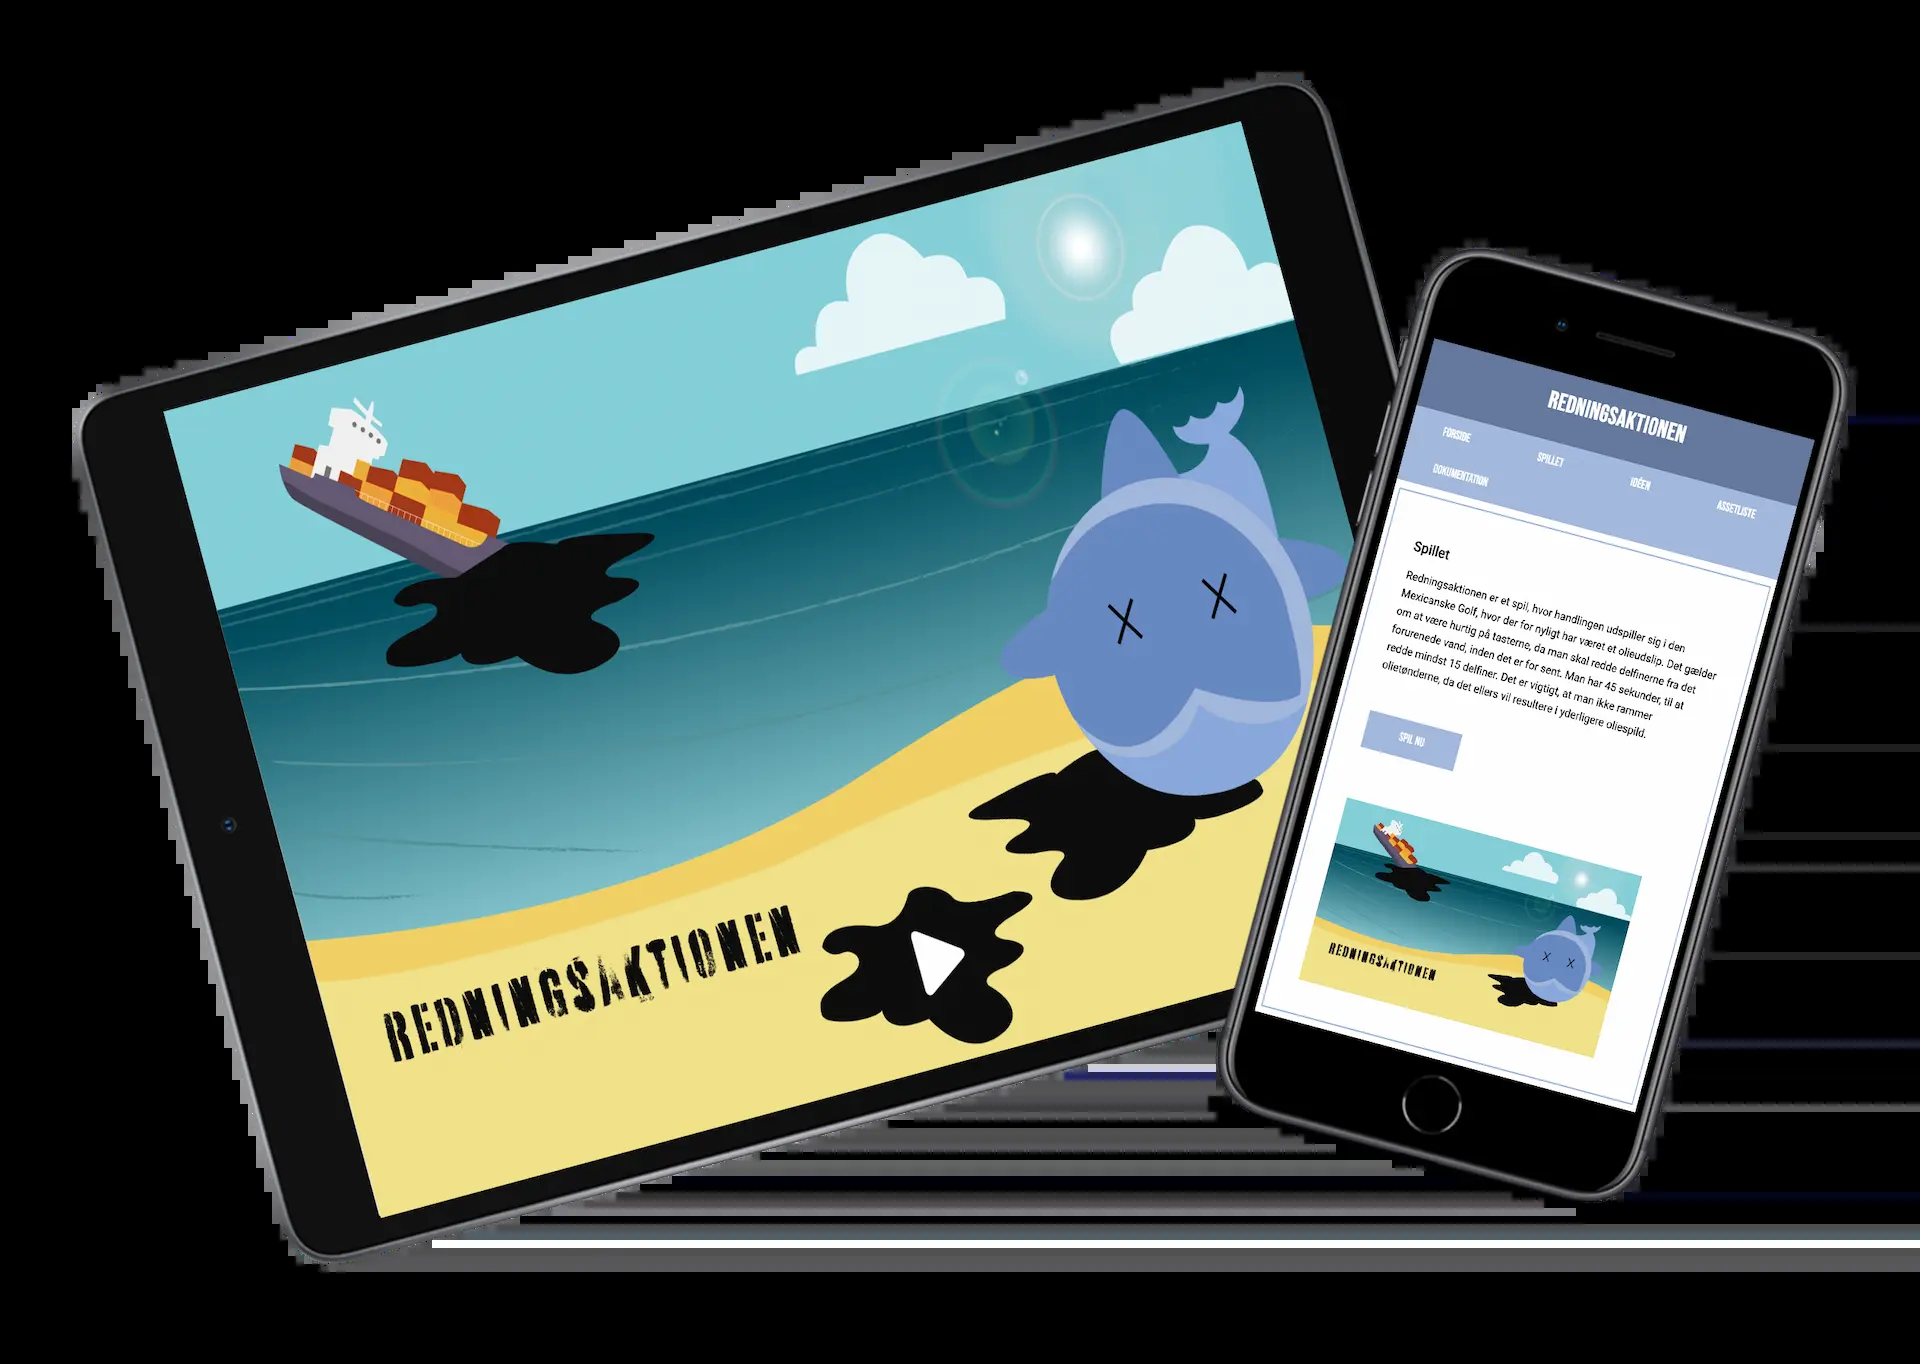 REDNINGSAKTIONEN
REDNINGSAKTIONEN
FORSIDE
SPILLET
IDÉEN
ASSETLISTE
DOKUMENTATION
Spillet
Redningsaktionen er et spil, hvor handlingen udspiller sig i den
Mexicanske Golf, hvor der for nyligt har været et olieudslip. Det gælder
om at være hurtig på tasterne, da man skal redde delfinerne fra det
forurenede vand, inden det er for sent. Man har 45 sekunder, til at
redde mindst 15 delfiner. Det er vigtigt, at man ikke rammer
olietønderne, da det ellers vil resultere i yderligere oliespild.
SPIL NU
REDNINGSAKTIONEN